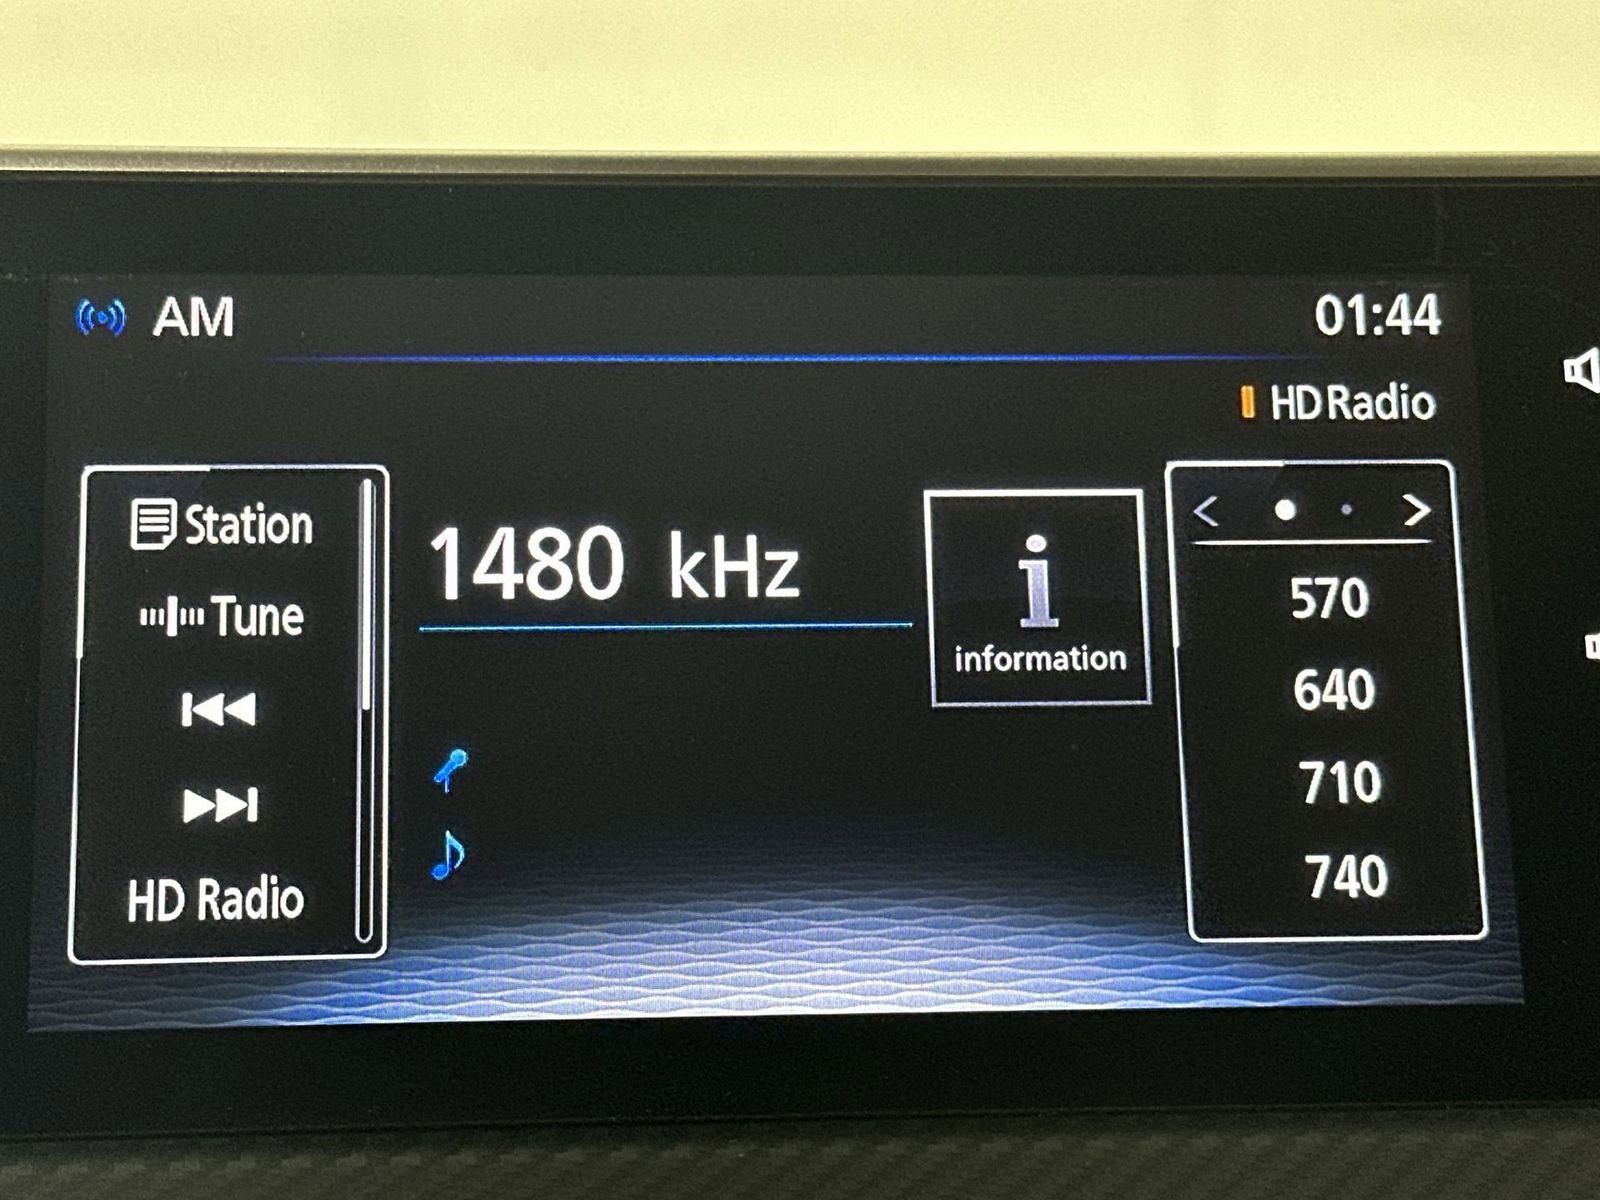 AM
01:44
HD Radio
Station
Tune
HD Radio
1480 kHz
i
information
570
640
710
740